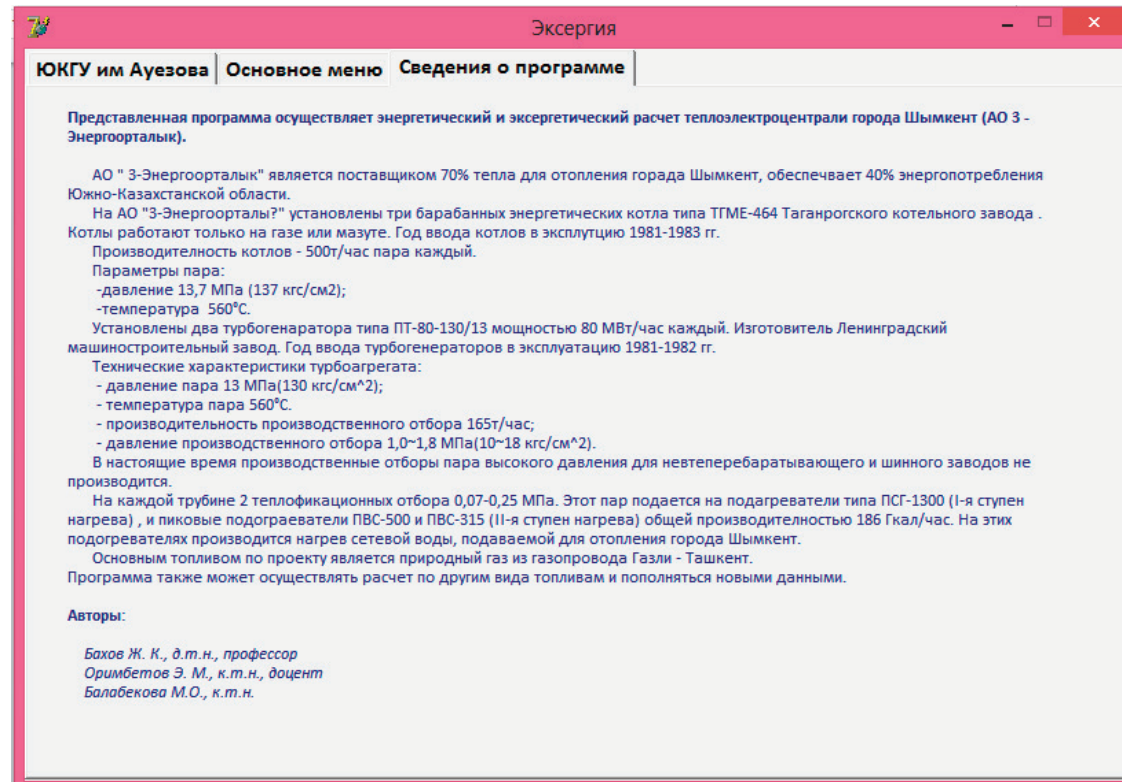 Эксергия
ЮКГУ им Ауезова Основное меню Сведения о программе
Представленная программа осуществляет энергетический и эксергетический расчет теплоэлектроцентрали города Шымкент (АО 3 -
Энергоорталык).
АО " 3-Энергоорталык" является поставщиком 70% тепла для отопления горада Шымкент, обеспечвает 40% энергопотребления
Южно-Казахстанской области.
На АО "3-Энергоорталы?" установлены три барабанных энергетических котла типа ТГМЕ-464 Таганрогского котельного завода .
Котлы работают только на газе или мазуте. Год ввода котлов в эксплутцию 1981-1983 гг.
Производителность котлов - 500т/час пара каждый.
Параметры пара:
-давление 13,7 МПа (137 кгс/см2);
-температура 560°С.
Установлены два турбогенаратора типа ПТ-80-130/13 мощностью 80 МВт/час каждый. Изготовитель Ленинградский
машиностроительный завод. Год ввода турбогенераторов в эксплуатацию 1981-1982 гг.
Технические характеристики турбоагрегата:
- давление пара 13 МПа(130 кгс/см^2);
- температура пара 560°С.
- производительность производственного отбора 165т/час;
- давление производственного отбора 1,0~1,8 МПа(10~18 кгс/см^2).
В настоящие время производственные отборы пара высокого давления для невтеперебаратывающего и шинного заводов не
производится.
На каждой трубине 2 теплофикационных отбора 0,07-0,25 МПа. Этот пар подается на подагреватели типа ПСГ-1300 (I-я ступен
нагрева) , и пиковые подограеватели ПВС-500 и ПВС-315 (II-я ступен нагрева) общей производителностью 186 Гкал/час. На этих
подогревателях производится нагрев сетевой воды, подаваемой для отопления города Шымкент.
Основным топливом по проекту является природный газ из газопровода Газли - Ташкент.
Программа также может осуществлять расчет по другим вида топливам и пополняться новыми данными.
Авторы:
Бахов Ж. К., д.т.н., профессор
Оримбетов Э. М., к.т.н., доцент
Балабекова М.О., к.т.н.